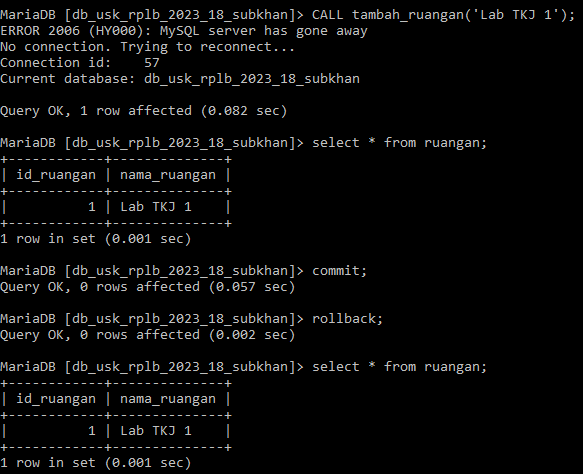 MariaDB [db_usk_rplb_2023_18_subkhan]> CALL tambah_ruangan('Lab TKJ 1');
ERROR 2006 (HY000): MySQL server has gone away
No connection. Trying to reconnect...
Connection id:    57
Current database: db_usk_rplb_2023_18_subkhan

Query OK, 1 row affected (0.082 sec)

MariaDB [db_usk_rplb_2023_18_subkhan]> select * from ruangan;
+------------+--------------+
| id_ruangan | nama_ruangan |
+------------+--------------+
|          1 | Lab TKJ 1    |
+------------+--------------+
1 row in set (0.001 sec)

MariaDB [db_usk_rplb_2023_18_subkhan]> commit;
Query OK, 0 rows affected (0.057 sec)

MariaDB [db_usk_rplb_2023_18_subkhan]> rollback;
Query OK, 0 rows affected (0.002 sec)

MariaDB [db_usk_rplb_2023_18_subkhan]> select * from ruangan;
+------------+--------------+
| id_ruangan | nama_ruangan |
+------------+--------------+
|          1 | Lab TKJ 1    |
+------------+--------------+
1 row in set (0.001 sec)